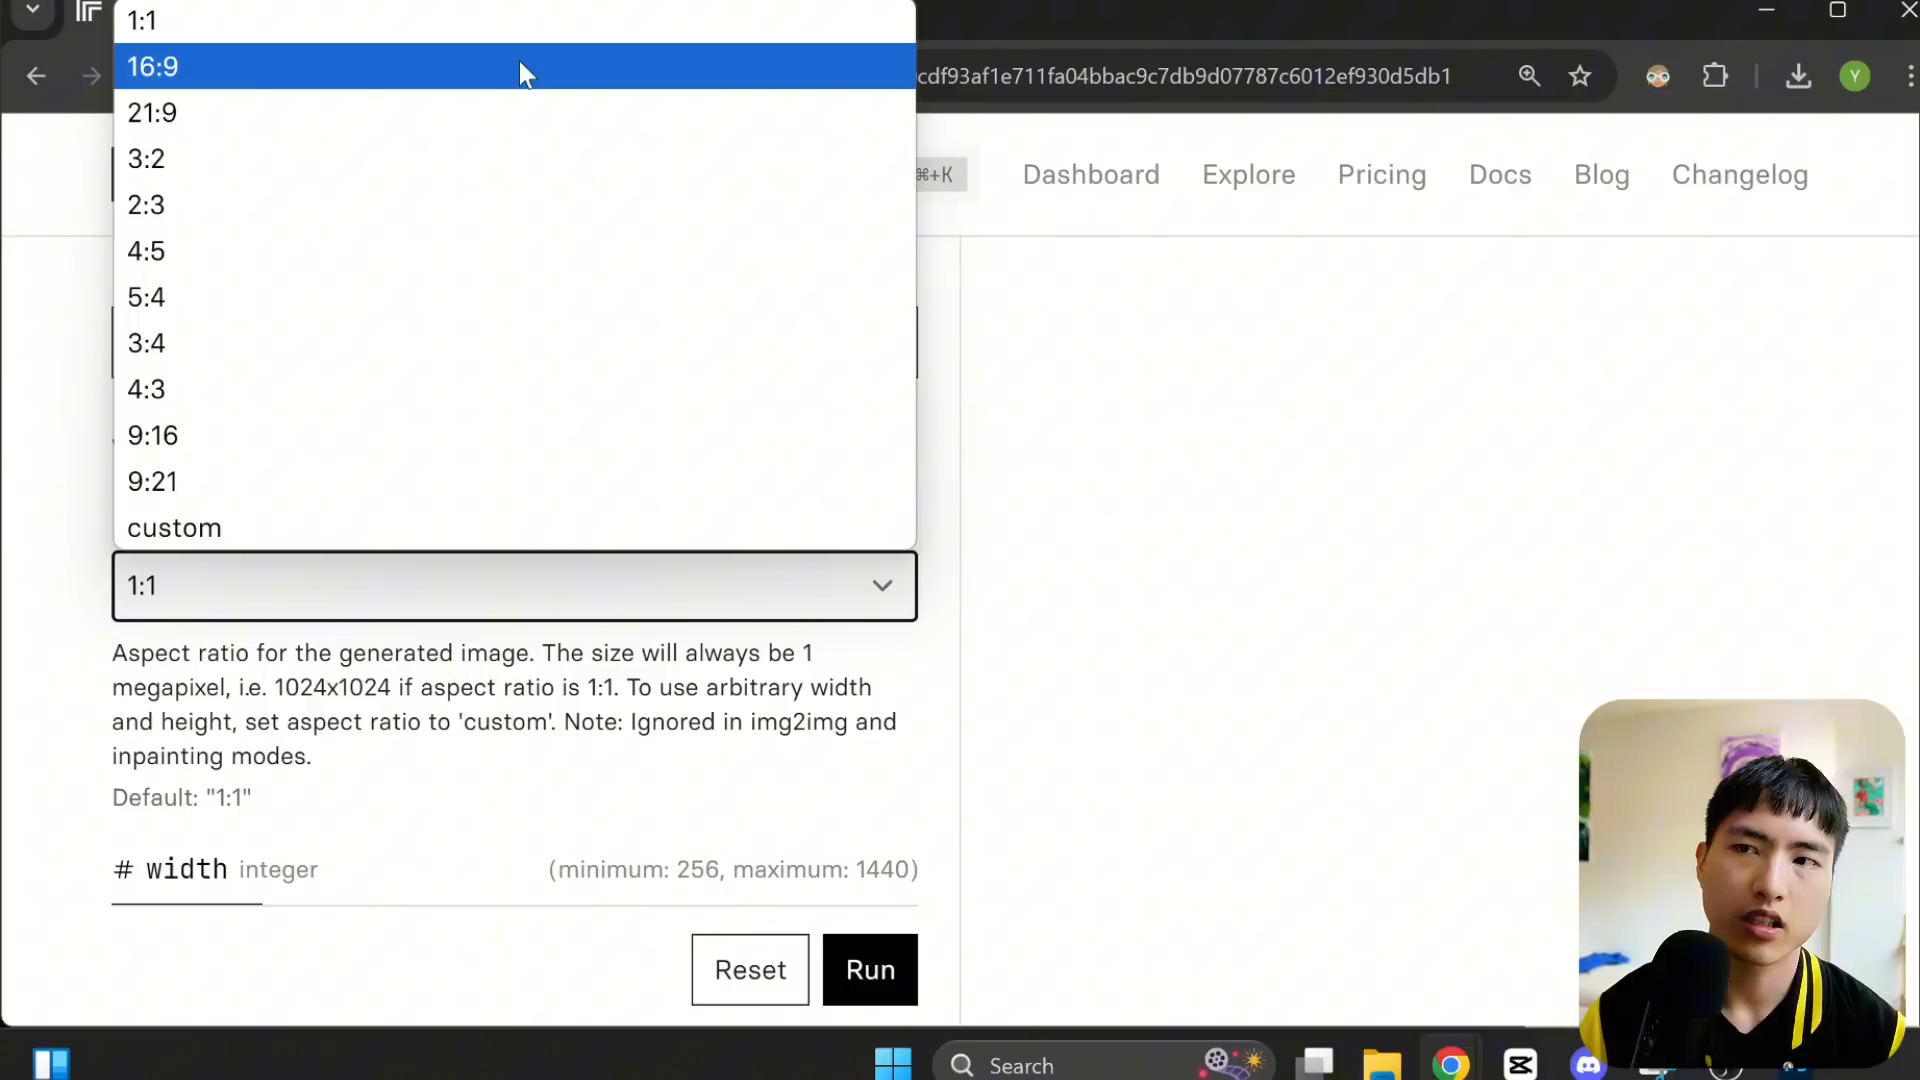 1:1
16:9
cdf93af1e711fa04bbac9c7db9d07787c6012ef930d5db1
Y
21:9
3:2
⌘+K
Dashboard
Explore
Pricing
Docs
Blog
Changelog
2:3
4:5
5:4
3:4
4:3
9:16
9:21
custom
1:1
Aspect ratio for the generated image. The size will always be 1
megapixel, i.e. 1024x1024 if aspect ratio is 1:1. To use arbitrary width
and height, set aspect ratio to 'custom'. Note: Ignored in img2img and
inpainting modes.
Default: "1:1"
# width integer (minimum: 256, maximum: 1440)
Reset
Run
Search